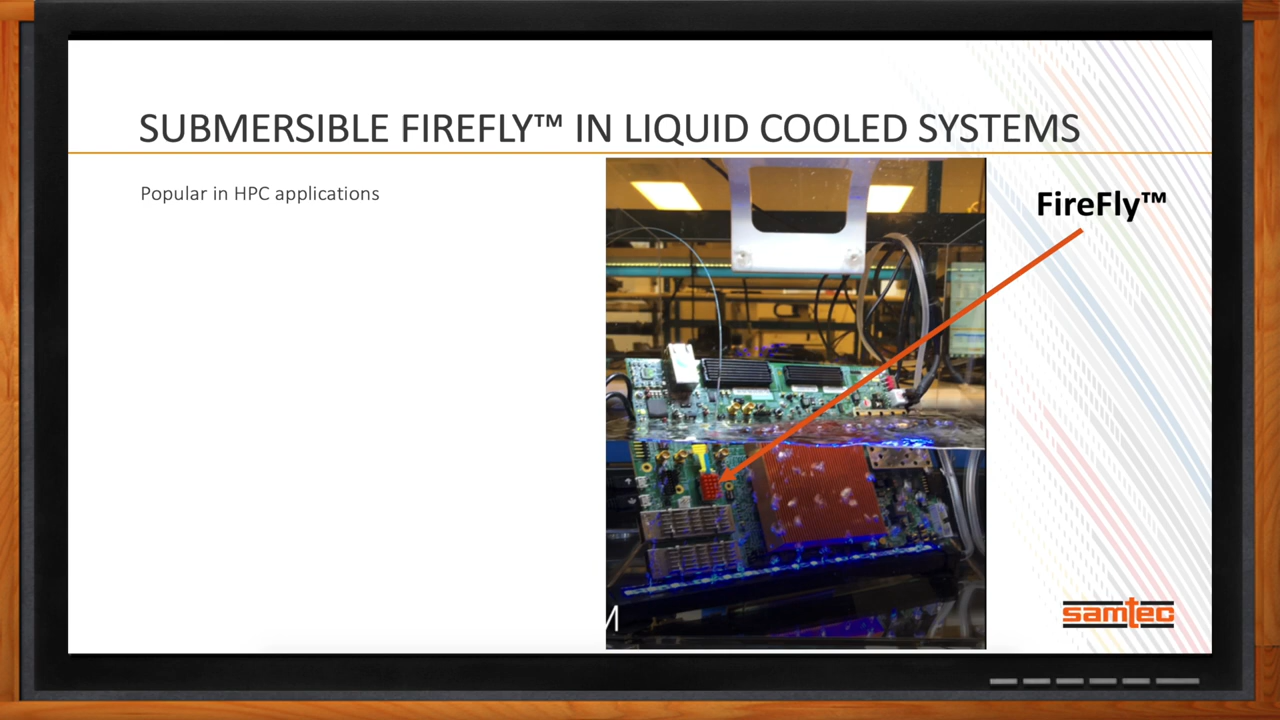 SUBMERSIBLE FIREFLY™ IN LIQUID COOLED SYSTEMS
Popular in HPC applications
FireFly™
M
samtec